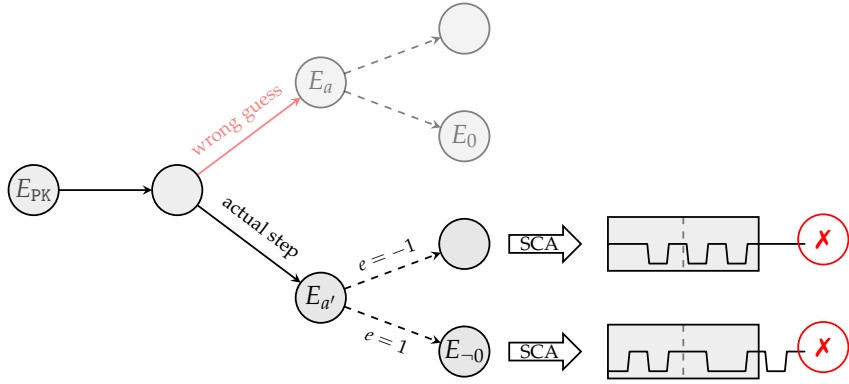 E_a
wrong guess
E_0
E_PK
actual step
e = −1
SCA
✗
E_a'
e = 1
E_¬0
SCA
✗